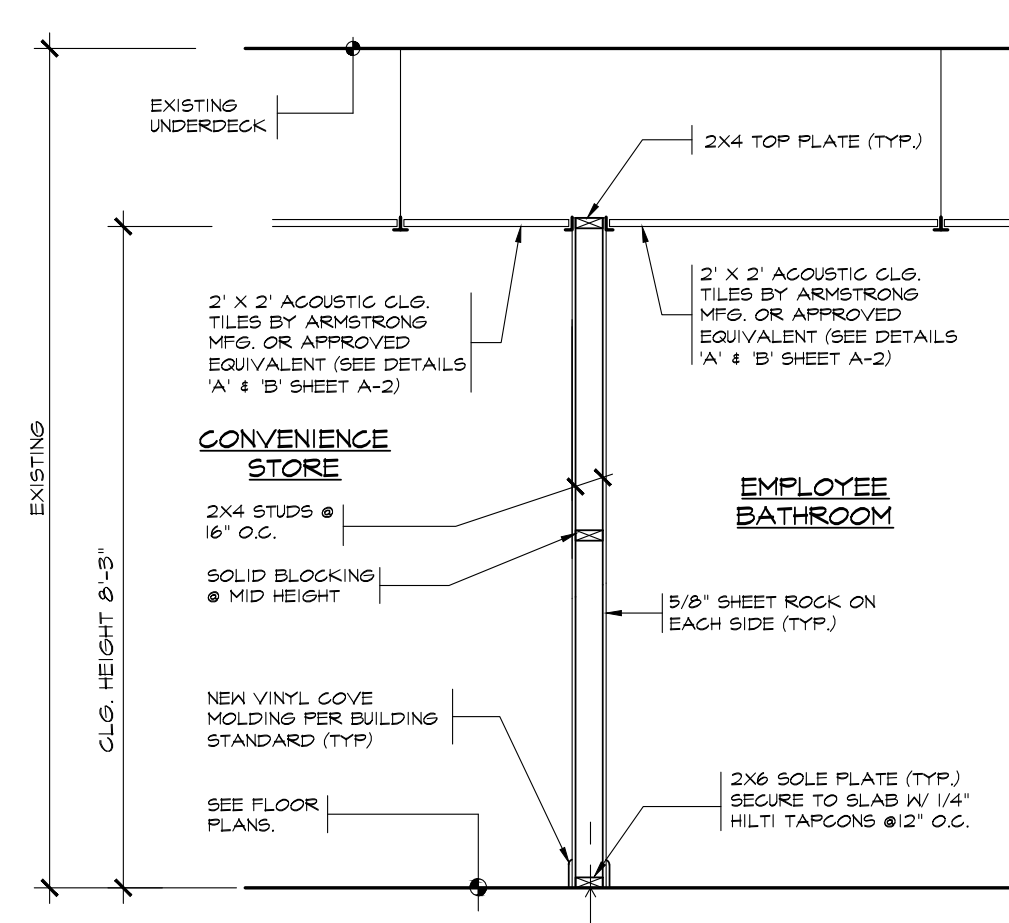 EXISTING
UNDERDECK
2X4 TOP PLATE (TYP.)
2' X 2' ACOUSTIC CLG.
TILES BY ARMSTRONG
MFG. OR APPROVED
EQUIVALENT (SEE DETAILS
'A' & 'B' SHEET A-2)
2' X 2' ACOUSTIC CLG.
TILES BY ARMSTRONG
MFG. OR APPROVED
EQUIVALENT (SEE DETAILS
'A' & 'B' SHEET A-2)
EXISTING
CLG. HEIGHT 8'-3"
CONVENIENCE
STORE
EMPLOYEE
BATHROOM
2X4 STUDS @
16" O.C.
SOLID BLOCKING
@ MID HEIGHT
5/8" SHEET ROCK ON
EACH SIDE (TYP.)
NEW VINYL COVE
MOLDING PER BUILDING
STANDARD (TYP)
SEE FLOOR
PLANS.
2X6 SOLE PLATE (TYP.)
SECURE TO SLAB W/ 1/4"
HILTI TAPCONS @12" O.C.